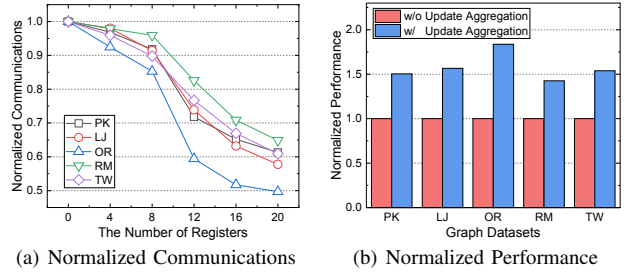 Normalized Communications
1.0
0.9
0.8
0.7
0.6
0.5
PK
LJ
OR
RM
TW
0 4 8 12 16 20
The Number of Registers
(a) Normalized Communications
Normalized Performance
2.0
1.5
1.0
0.5
0.0
w/o Update Aggregation
w/ Update Aggregation
PK LJ OR RM TW
Graph Datasets
(b) Normalized Performance